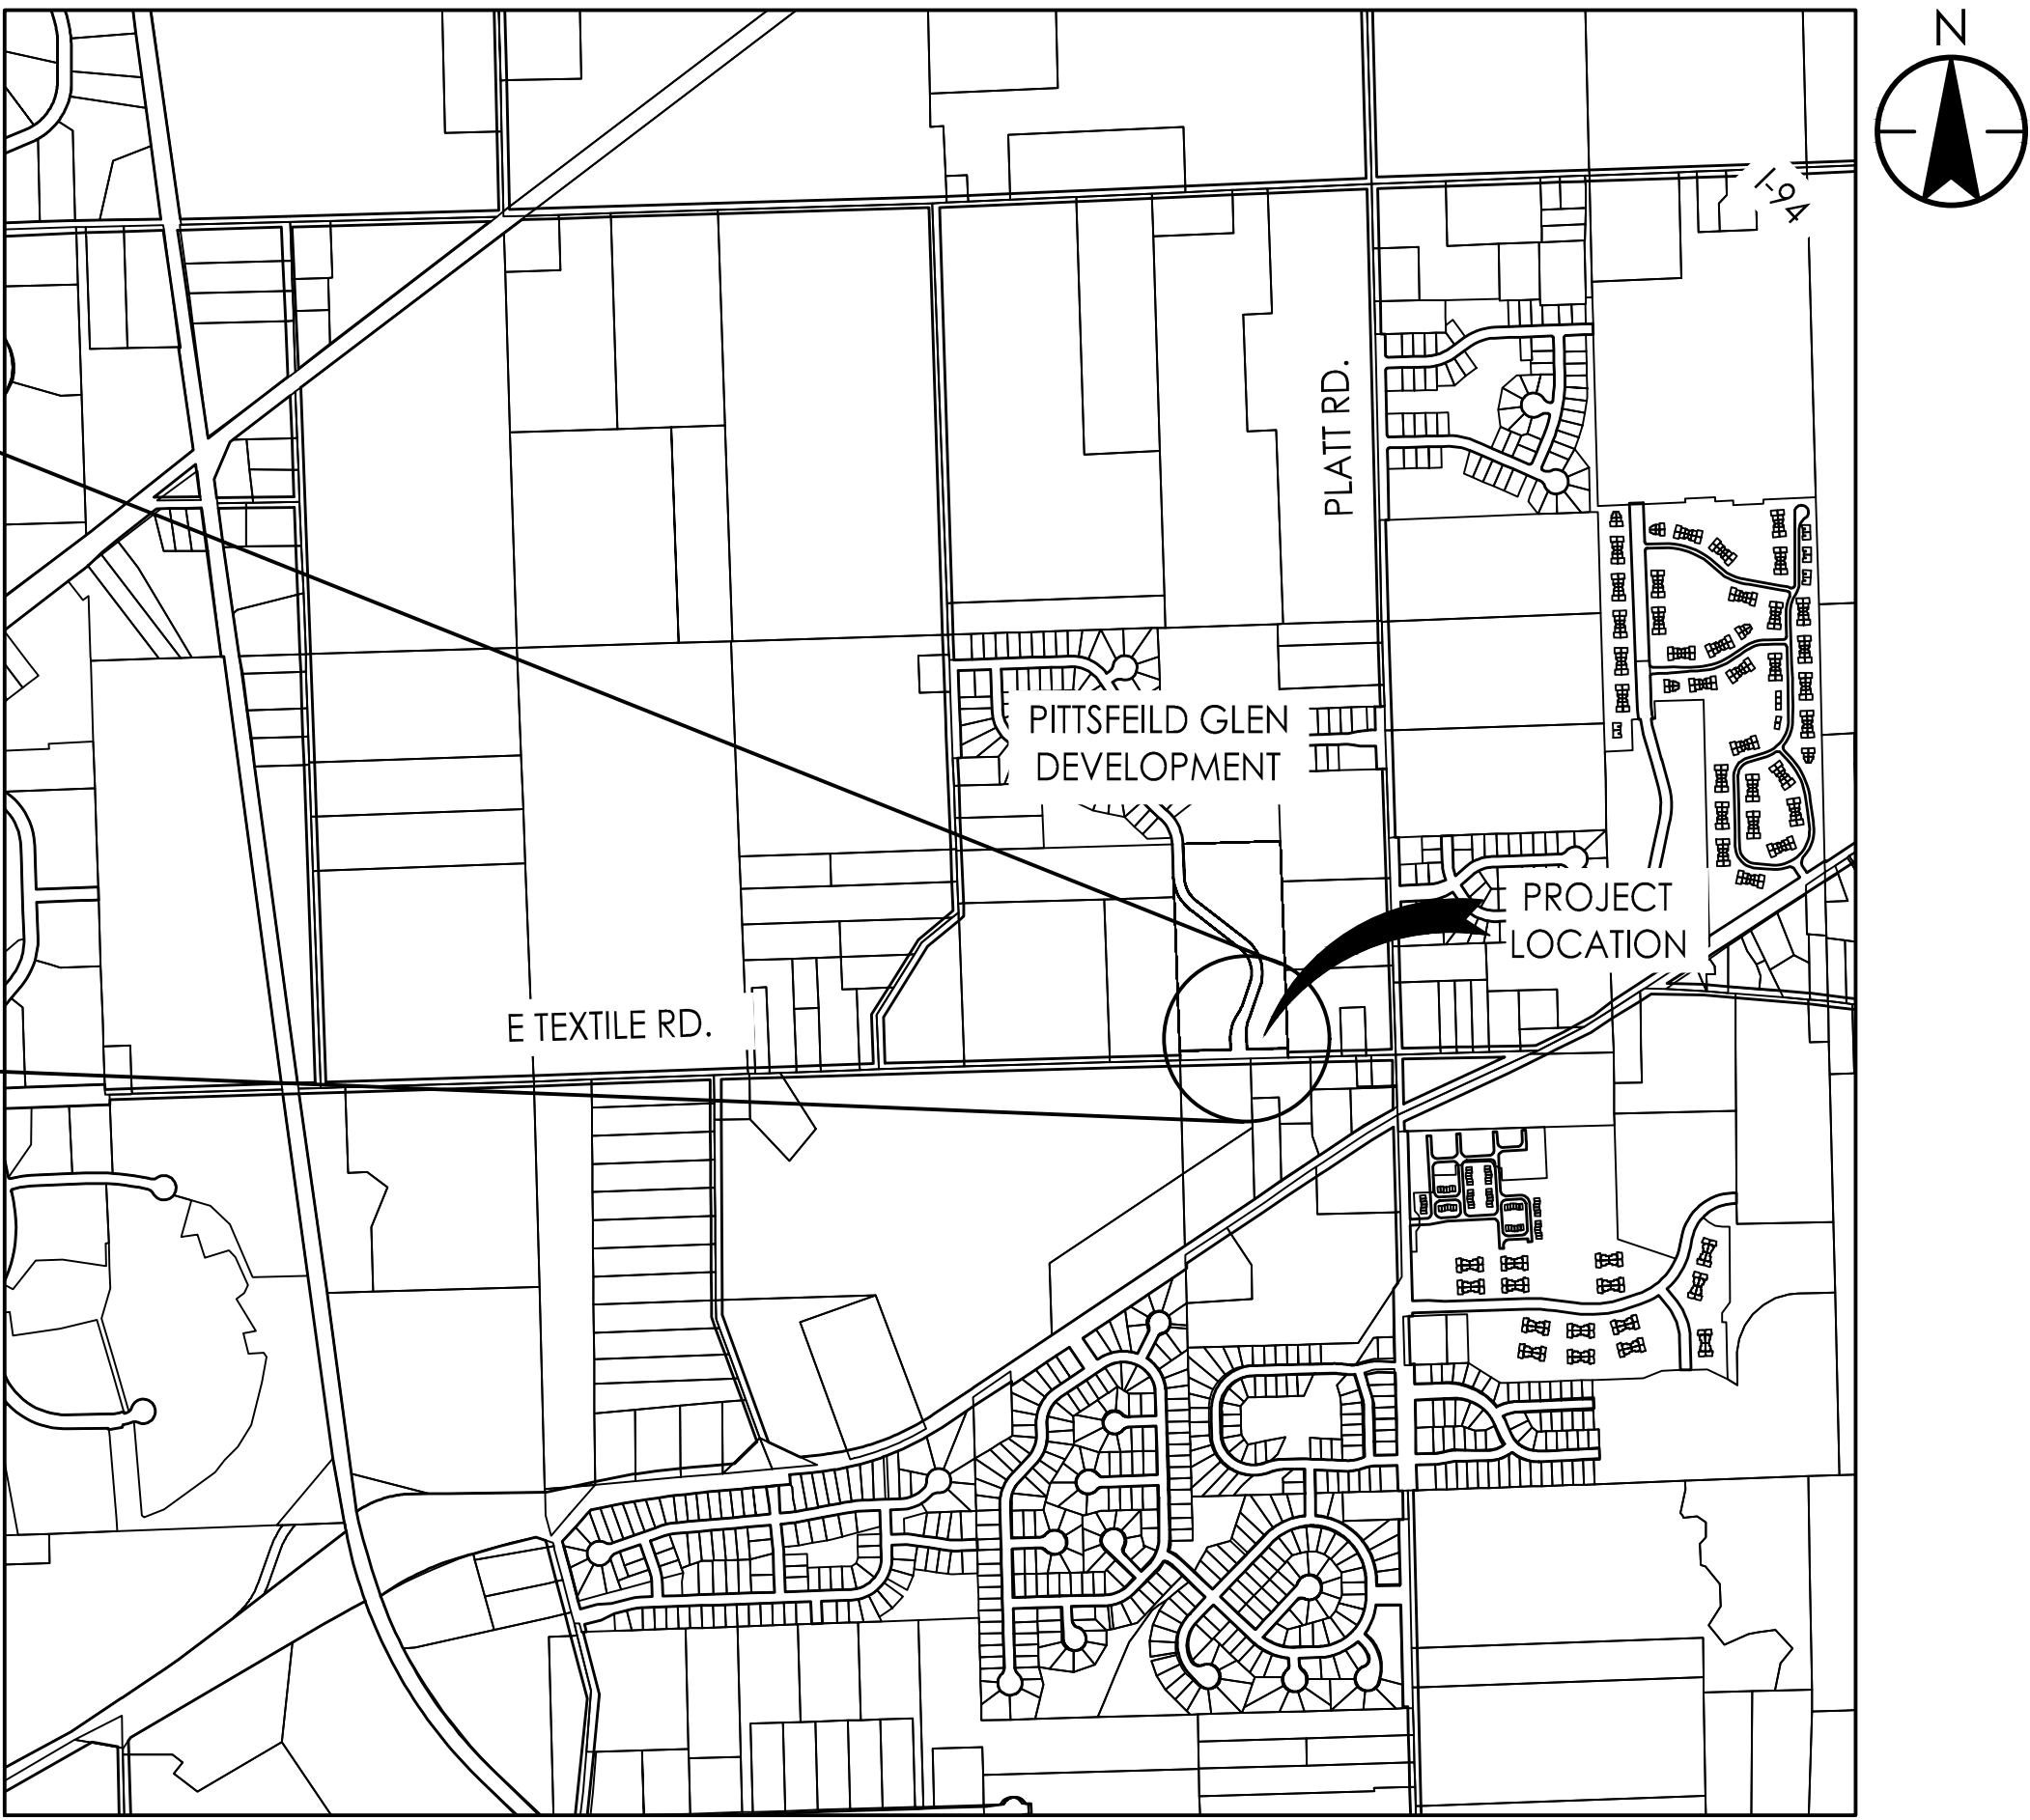 N
I-94
PLATT RD.
PITTSFEILD GLEN
DEVELOPMENT
PROJECT
LOCATION
E TEXTILE RD.